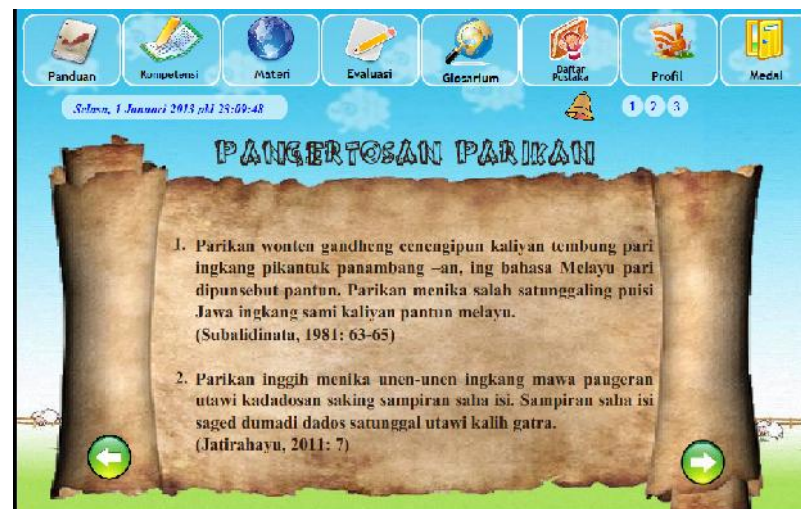 Panduan
Kompetensi
Materi
Evaluasi
Glosarium
Daftar
Pustaka
Profil
Medal
Selasa, 1 Januari 2013 pkl 23:09:48
1 2 3
PANGERTOSAN PARIKAN
1. Parikan wonten gandheng cenengipun kaliyan tembung pari
ingkang pikantuk panambang –an, ing bahasa Melayu pari
dipunsebut pantun. Parikan menika salah satunggaling puisi
Jawa ingkang sami kaliyan pantun melayu.
(Subalidinata, 1981: 63-65)
2. Parikan inggih menika unen-unen ingkang mawa paugeran
utawi kadadosan saking sampiran saha isi. Sampiran saha isi
saged dumadi dados satunggal utawi kalih gatra.
(Jatirahayu, 2011: 7)